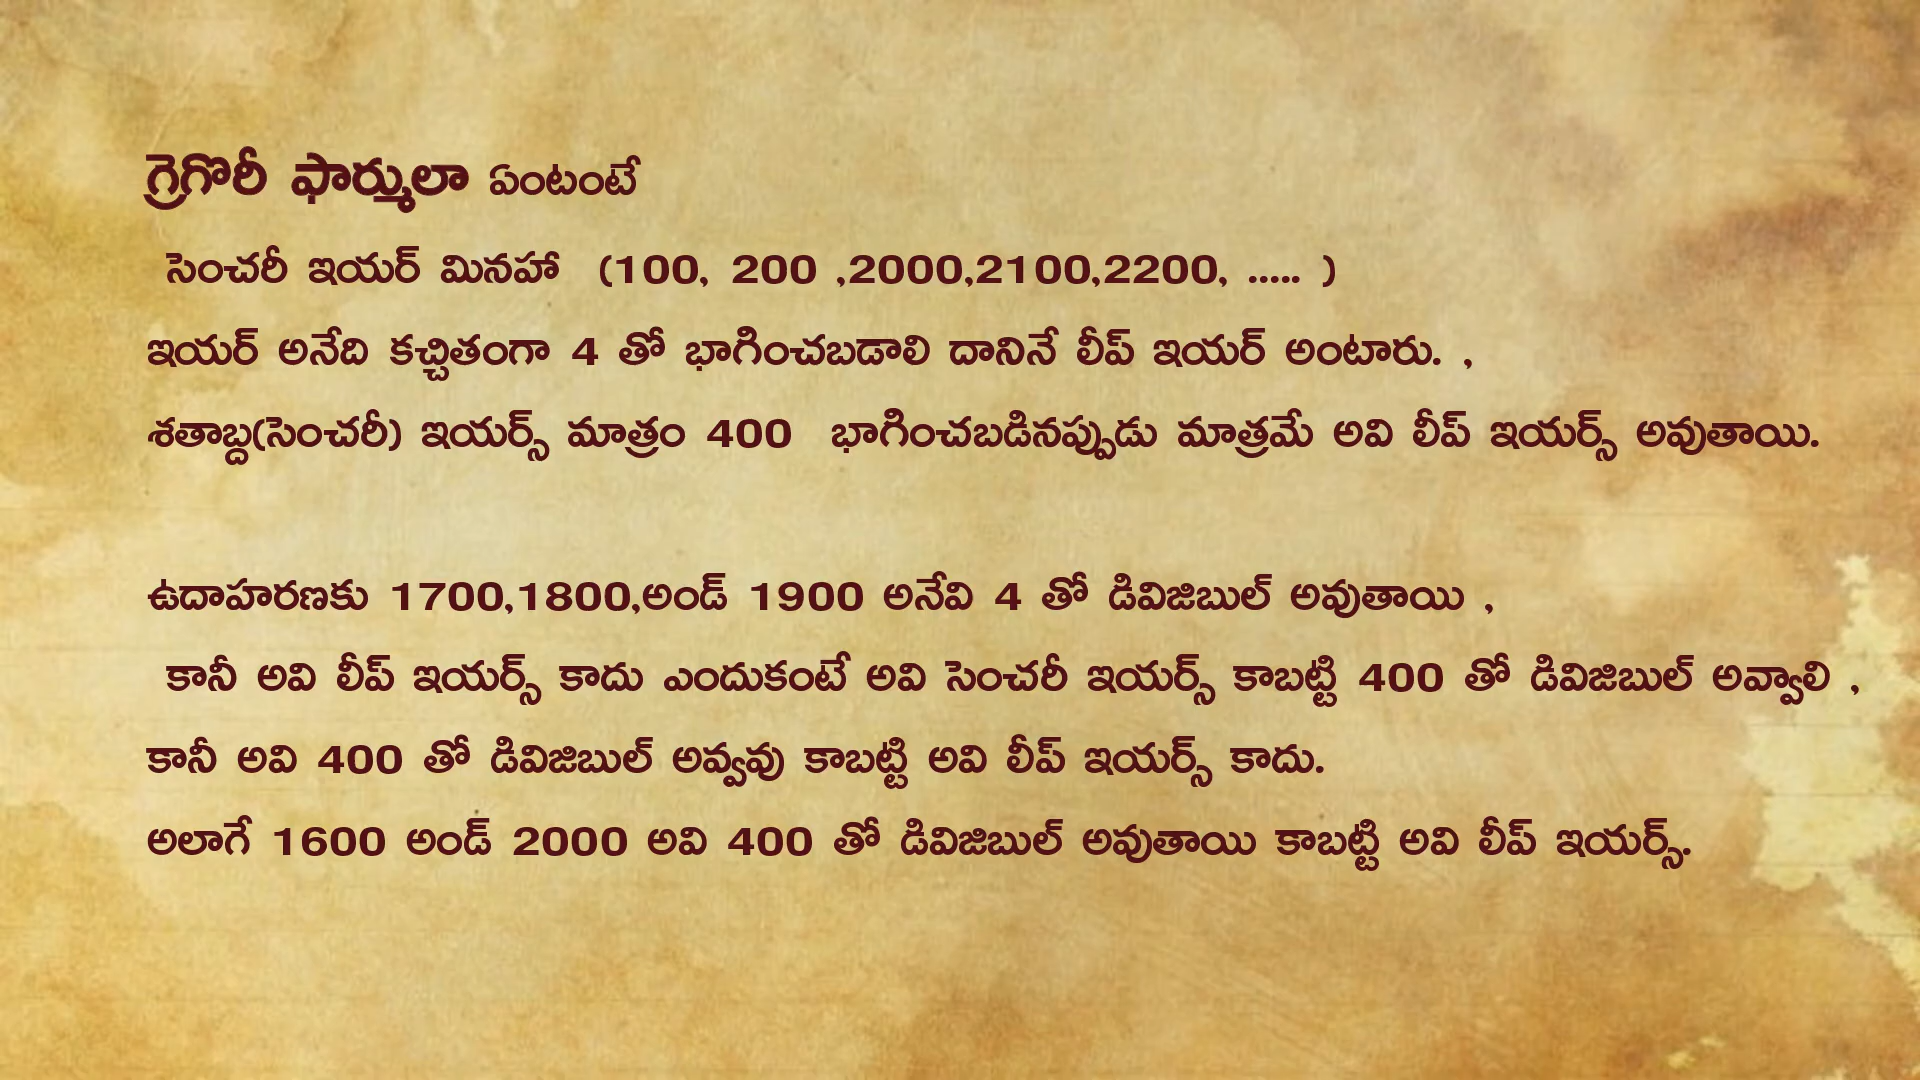 గ్రెగొరీ ఫార్ములా ఏంటంటే
సెంచరీ ఇయర్ మినహా (100, 200 ,2000,2100,2200, ..... )
ఇయర్ అనేది కచ్చితంగా 4 తో భాగించబడాలి దానినే లీప్ ఇయర్ అంటారు. ,
శతాబ్ద(సెంచరీ) ఇయర్స్ మాత్రం 400 భాగించబడినప్పుడు మాత్రమే అవి లీప్ ఇయర్స్ అవుతాయి.
ఉదాహరణకు 1700,1800,అండ్ 1900 అనేవి 4 తో డివిజిబుల్ అవుతాయి ,
కానీ అవి లీప్ ఇయర్స్ కాదు ఎందుకంటే అవి సెంచరీ ఇయర్స్ కాబట్టి 400 తో డివిజిబుల్ అవ్వాలి ,
కానీ అవి 400 తో డివిజిబుల్ అవ్వవు కాబట్టి అవి లీప్ ఇయర్స్ కాదు.
అలాగే 1600 అండ్ 2000 అవి 400 తో డివిజిబుల్ అవుతాయి కాబట్టి అవి లీప్ ఇయర్స్.